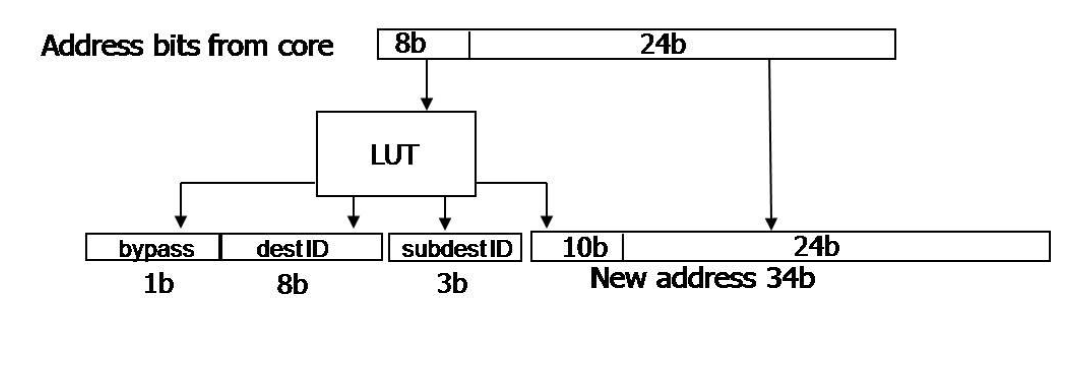 Address bits from core 8b 24b
LUT
bypass destID subdestID 10b 24b
1b 8b 3b New address 34b